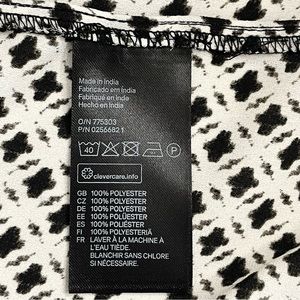 Made in India
Fabricado em Índia
Fabriqué en Inde
Hecho en India
O/N 775303
P/N 0256682 1
40
P
clevercare.info
GB 100% POLYESTER
CZ 100% POLYESTER
DE 100% POLYESTER
EE 100% POLÜESTER
ES 100% POLIÉSTER
FI 100% POLYESTERIÄ
FR LAVER À LA MACHINE À
L'EAU TIÈDE.
BLANCHIR SANS CHLORE
SI NÉCESSAIRE.